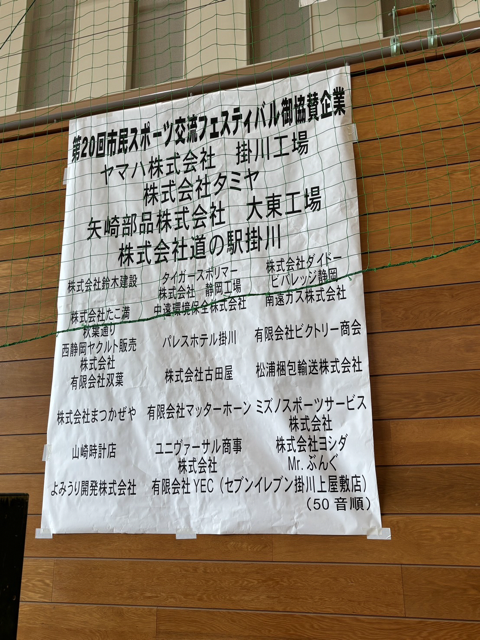 第20回市民スポーツ交流フェスティバル御協賛企業
ヤマハ株式会社　掛川工場
株式会社タミヤ
矢崎部品株式会社　大東工場
株式会社道の駅掛川
株式会社鈴木建設
タイガースポリマー
株式会社　静岡工場
株式会社ダイドー
ビバレッジ静岡
株式会社たこ満
秋葉通り
中遠環境保全株式会社
南遠ガス株式会社
西静岡ヤクルト販売
株式会社
パレスホテル掛川
有限会社ビクトリー商会
有限会社双葉
株式会社古田屋
松浦梱包輸送株式会社
株式会社まつかぜや
有限会社マッターホーン
ミズノスポーツサービス
株式会社
山崎時計店
ユニヴァーサル商事
株式会社
株式会社ヨシダ
Mr.ぶんぐ
よみうり開発株式会社
有限会社YEC（セブンイレブン掛川上屋敷店）
（50音順）